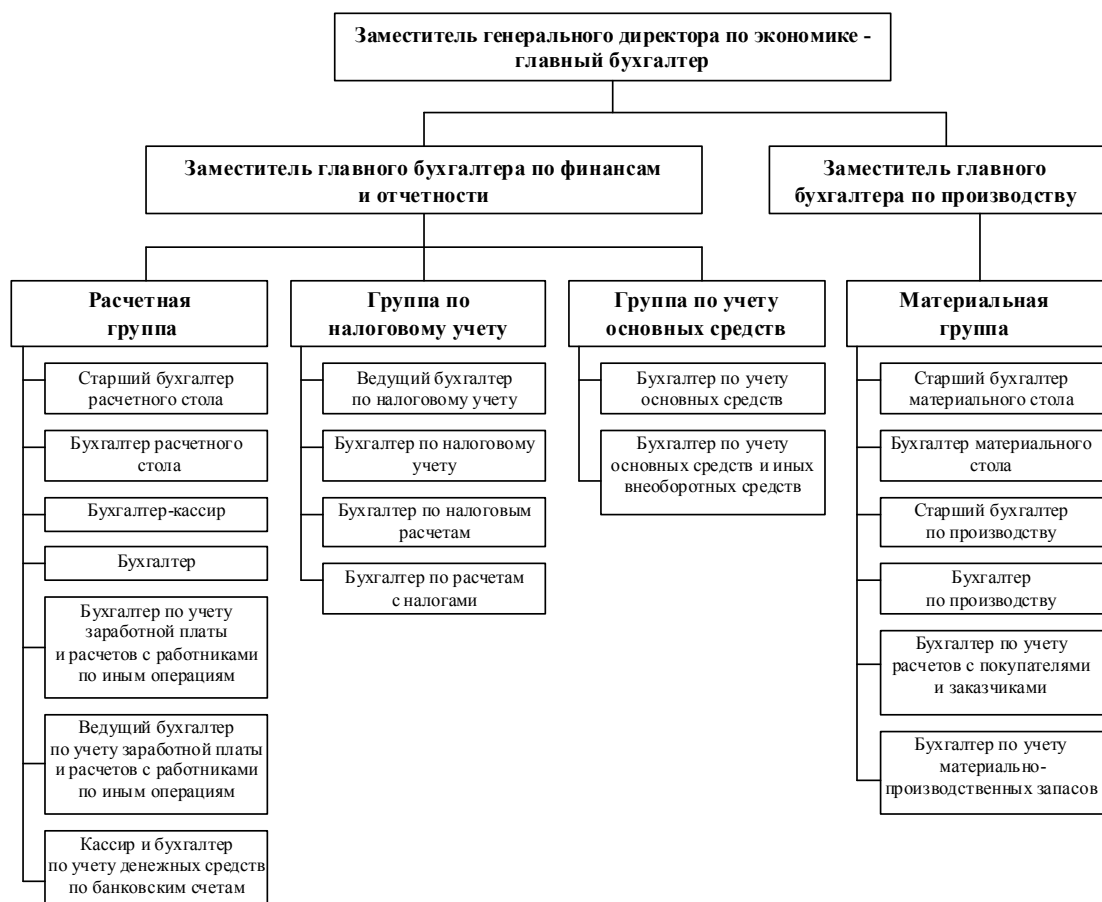 Заместитель генерального директора по экономике -
главный бухгалтер
Заместитель главного бухгалтера по финансам
и отчетности
Заместитель главного
бухгалтера по производству
Расчетная
группа
Старший бухгалтер
расчетного стола
Бухгалтер расчетного
стола
Бухгалтер-кассир
Бухгалтер
Бухгалтер по учету
заработной платы
и расчетов с работниками
по иным операциям
Ведущий бухгалтер
по учету заработной платы
и расчетов с работниками
по иным операциям
Кассир и бухгалтер
по учету денежных средств
по банковским счетам
Группа по
налоговому учету
Ведущий бухгалтер
по налоговому учету
Бухгалтер по налоговому
учету
Бухгалтер по налоговым
расчетам
Бухгалтер по расчетам
с налогами
Группа по учету
основных средств
Бухгалтер по учету
основных средств
Бухгалтер по учету
основных средств и иных
внеоборотных средств
Материальная
группа
Старший бухгалтер
материального стола
Бухгалтер материального
стола
Старший бухгалтер
по производству
Бухгалтер
по производству
Бухгалтер по учету
расчетов с покупателями
и заказчиками
Бухгалтер по учету
материально-
производственных запасов